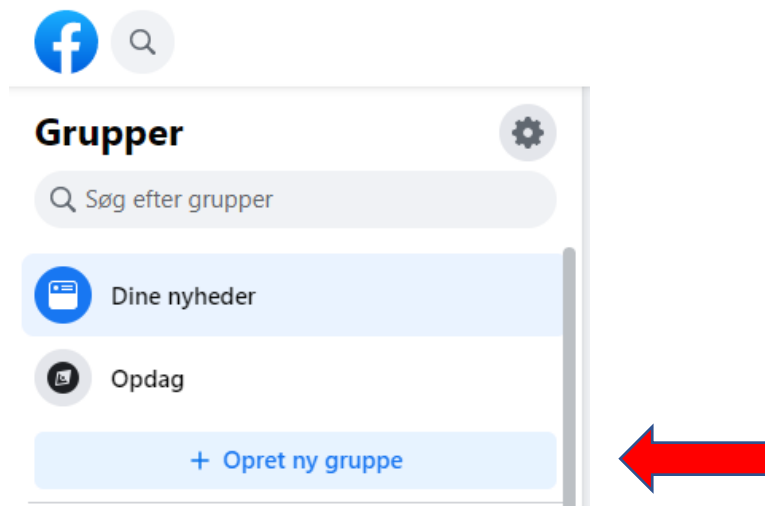 Grupper
Søg efter grupper
Dine nyheder
Opdag
+ Opret ny gruppe